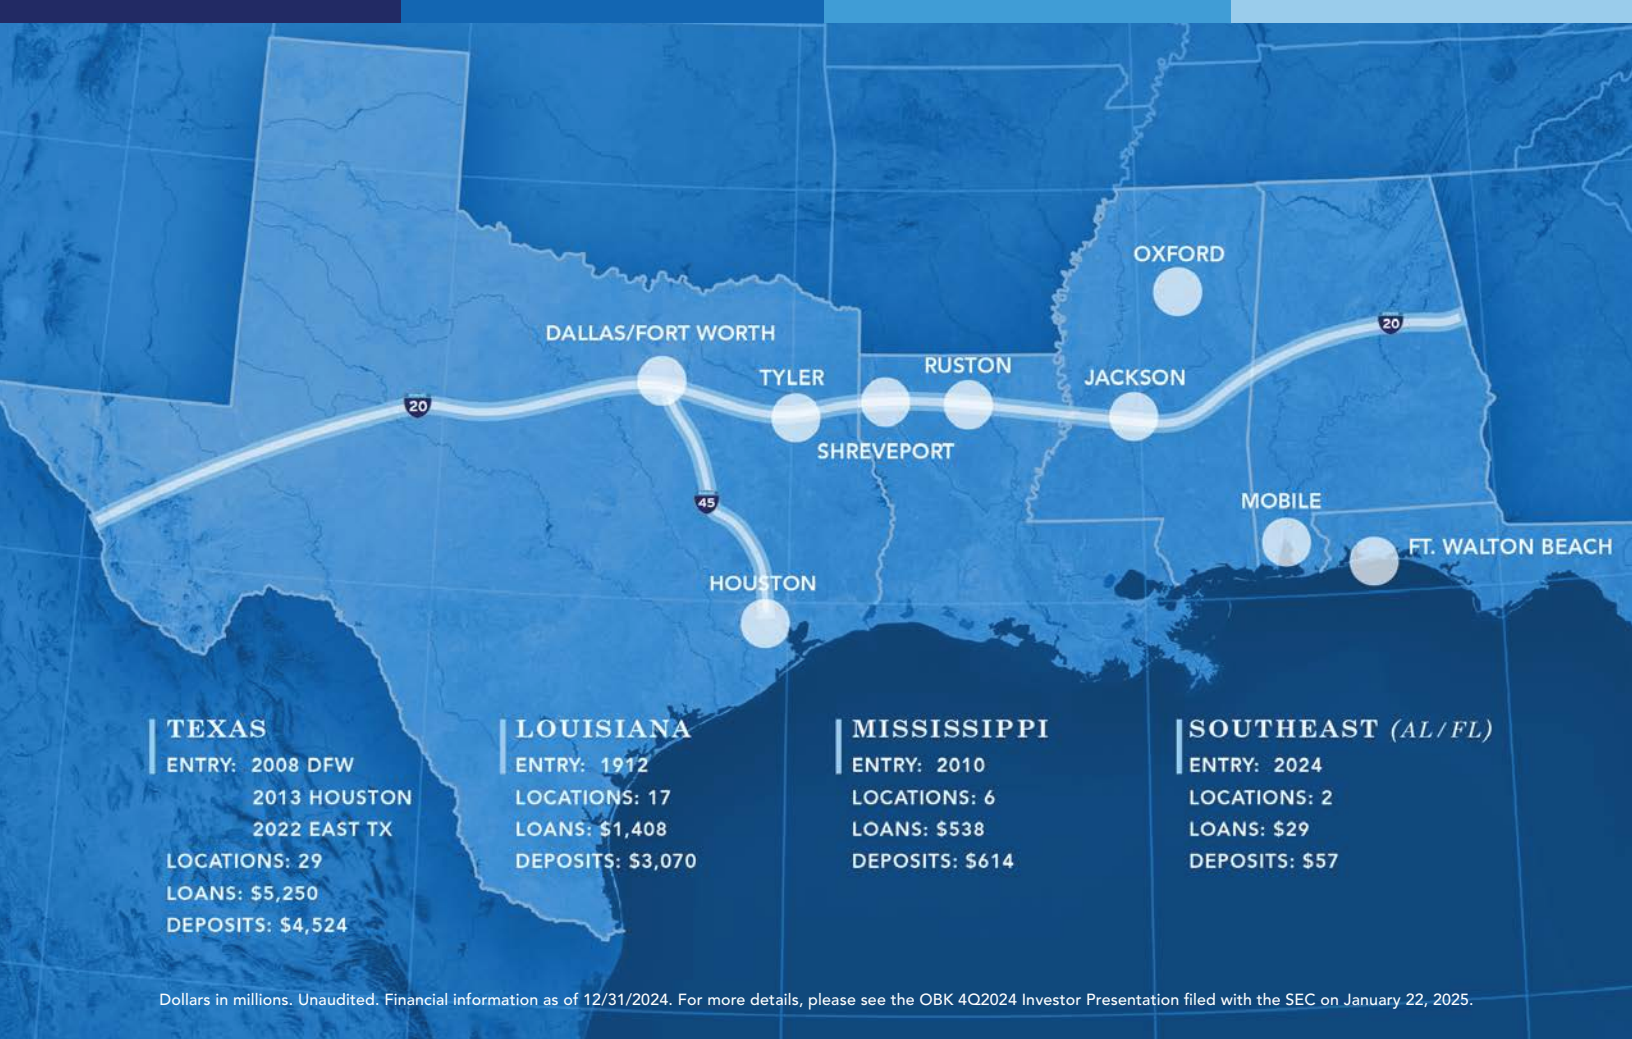 OXFORD
20
DALLAS/FORT WORTH
RUSTON
TYLER
JACKSON
20
SHREVEPORT
45
MOBILE
FT. WALTON BEACH
HOUSTON
TEXAS
ENTRY: 2008 DFW
2013 HOUSTON
2022 EAST TX
LOCATIONS: 29
LOANS: $5,250
DEPOSITS: $4,524
LOUISIANA
ENTRY: 1912
LOCATIONS: 17
LOANS: $1,408
DEPOSITS: $3,070
MISSISSIPPI
ENTRY: 2010
LOCATIONS: 6
LOANS: $538
DEPOSITS: $614
SOUTHEAST (AL/FL)
ENTRY: 2024
LOCATIONS: 2
LOANS: $29
DEPOSITS: $57
Dollars in millions. Unaudited. Financial information as of 12/31/2024. For more details, please see the OBK 4Q2024 Investor Presentation filed with the SEC on January 22, 2025.